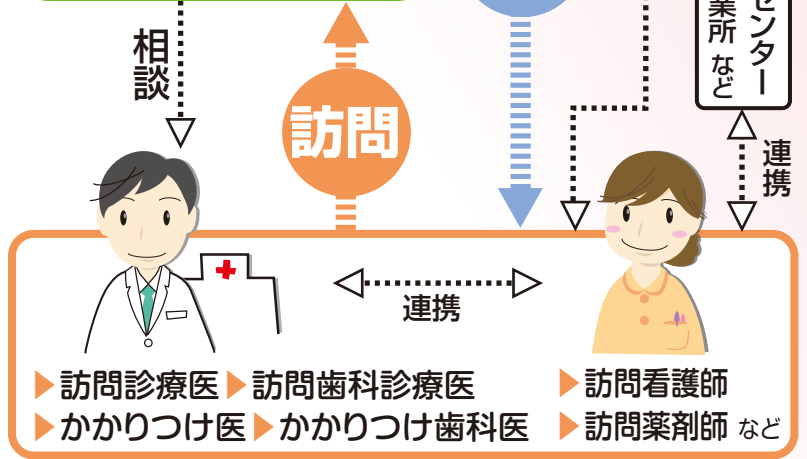 センター
業所 など
相談
訪問
連携
連携
▶訪問診療医▶訪問歯科診療医
▶かかりつけ医▶かかりつけ歯科医
▶訪問看護師
▶訪問薬剤師 など